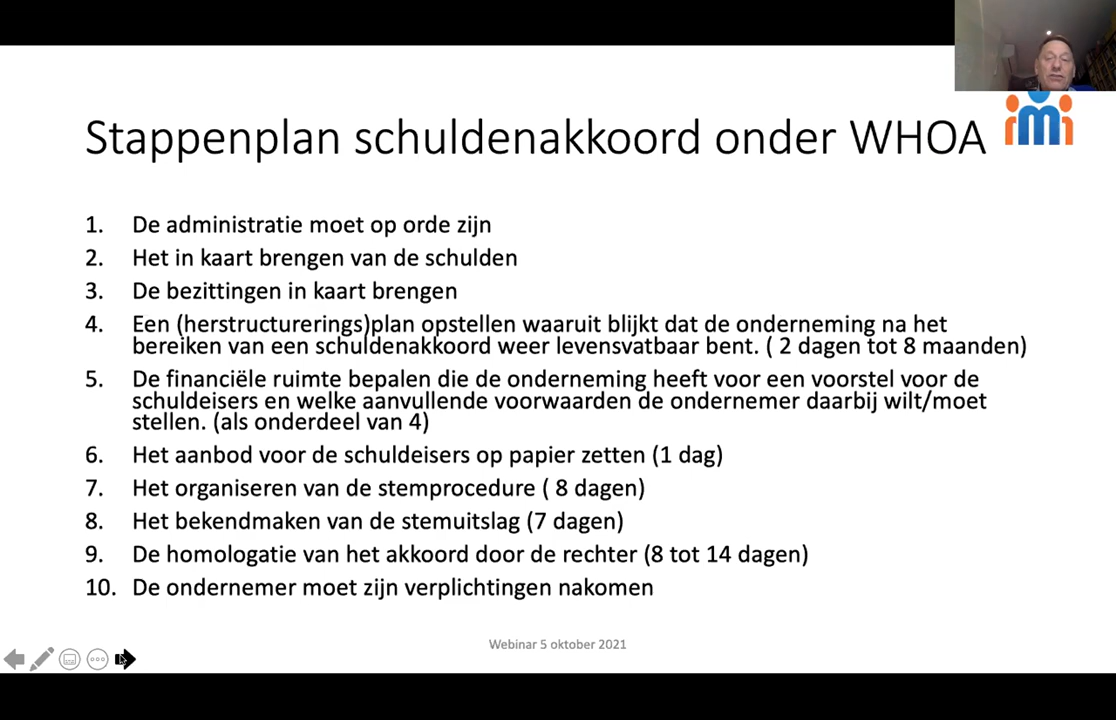 Stappenplan schuldenakkoord onder WHOA
1. De administratie moet op orde zijn
2. Het in kaart brengen van de schulden
3. De bezittingen in kaart brengen
4. Een (herstructurerings)plan opstellen waaruit blijkt dat de onderneming na het
bereiken van een schuldenakkoord weer levensvatbaar bent. ( 2 dagen tot 8 maanden)
5. De financiële ruimte bepalen die de onderneming heeft voor een voorstel voor de
schuldeisers en welke aanvullende voorwaarden de ondernemer daarbij wilt/moet
stellen. (als onderdeel van 4)
6. Het aanbod voor de schuldeisers op papier zetten (1 dag)
7. Het organiseren van de stemprocedure ( 8 dagen)
8. Het bekendmaken van de stemuitslag (7 dagen)
9. De homologatie van het akkoord door de rechter (8 tot 14 dagen)
10. De ondernemer moet zijn verplichtingen nakomen
Webinar 5 oktober 2021